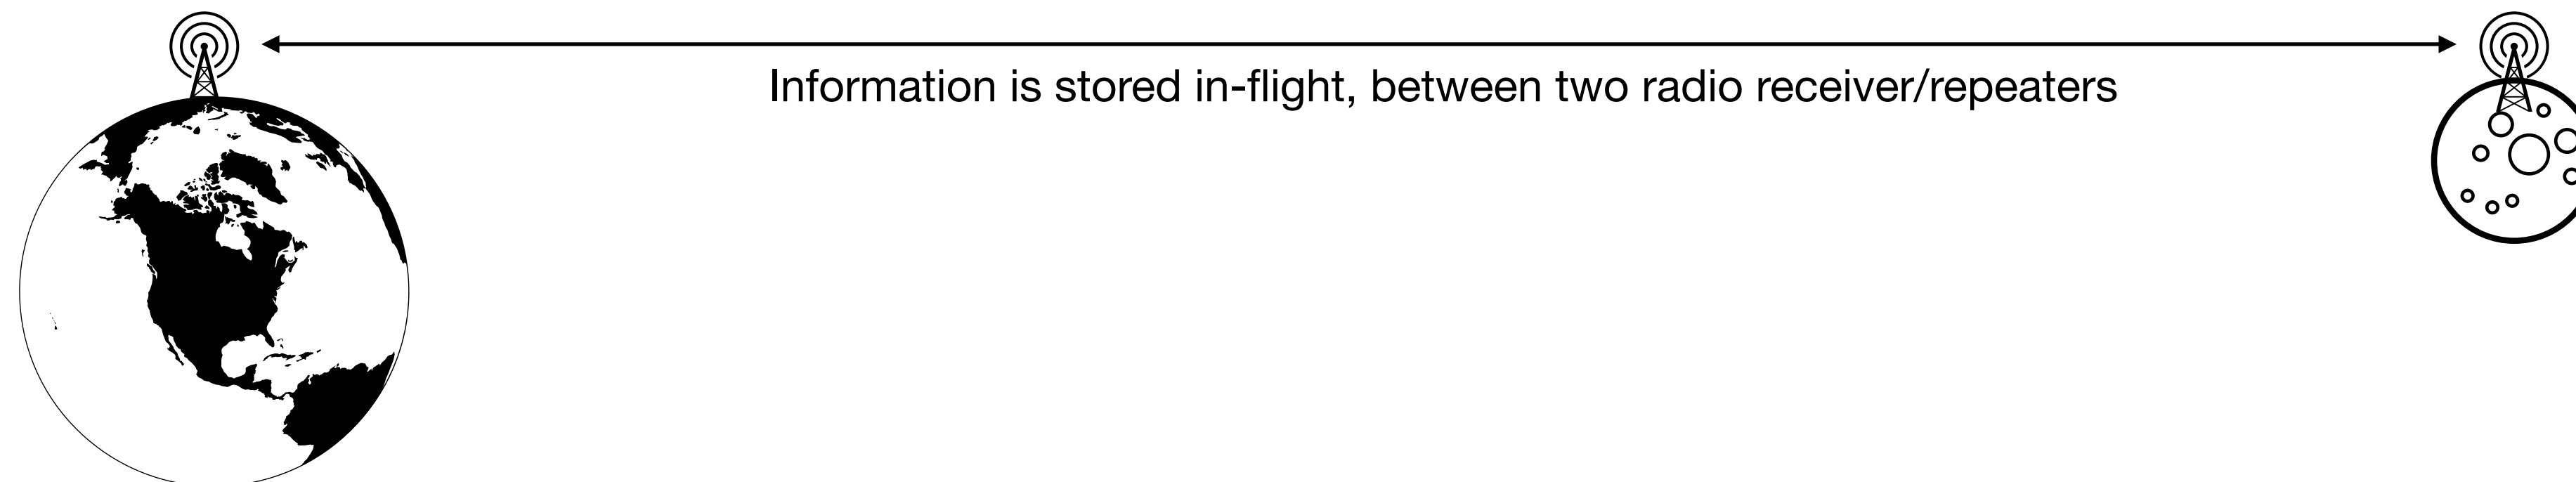 Information is stored in-flight, between two radio receiver/repeaters